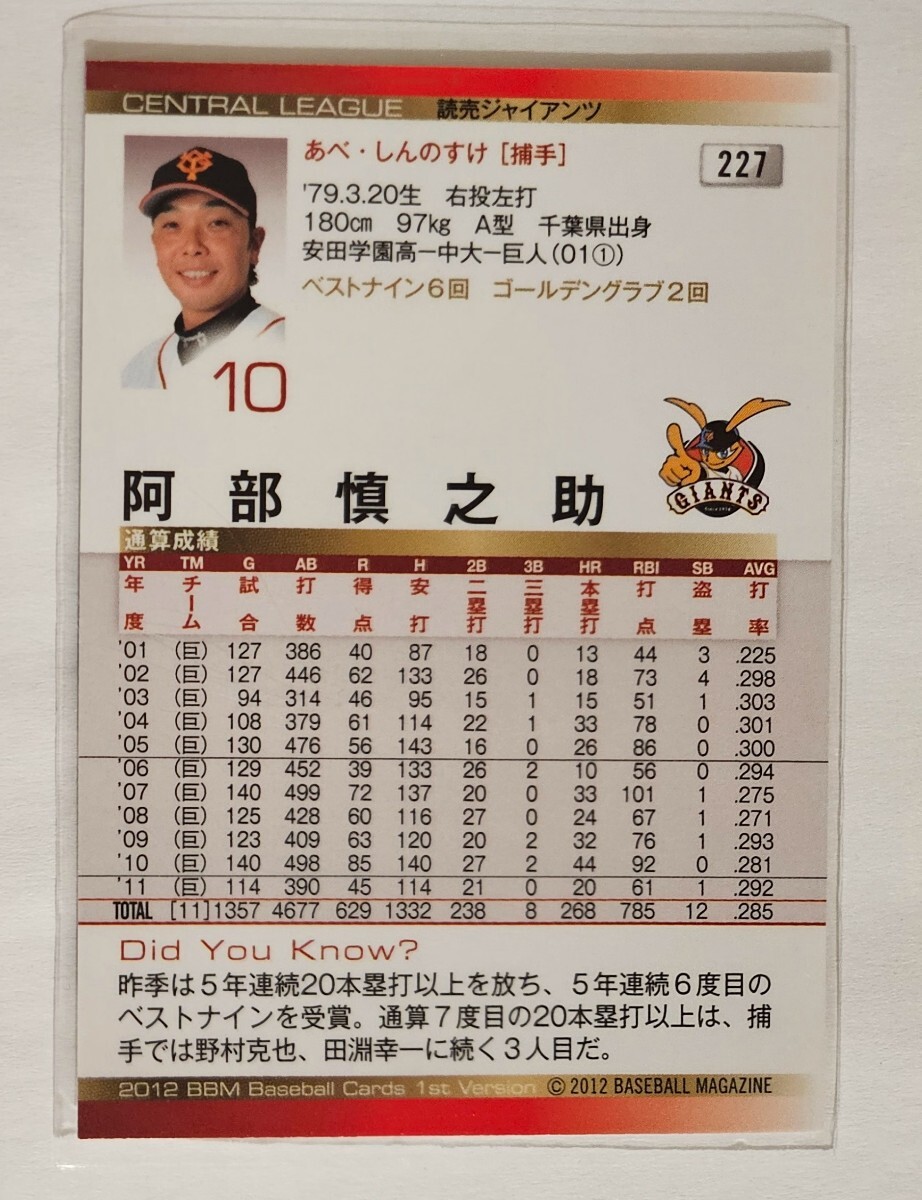 CENTRAL LEAGUE 読売ジャイアンツ
あべ・しんのすけ [捕手]
227
'79.3.20生 右投左打
180cm 97kg A型 千葉県出身
安田学園高ー中大ー巨人(01①)
ベストナイン6回 ゴールデングラブ2回
10
GIANTS
阿部慎之助
通算成績
YR TM G AB R H 2B 3B HR RBI SB AVG
年度 チーム 試合 打数 得点 安打 二塁打 三塁打 本塁打 打点 盗塁 打率
'01 (巨) 127 386 40 87 18 0 13 44 3 .225
'02 (巨) 127 446 62 133 26 0 18 73 4 .298
'03 (巨) 94 314 46 95 15 1 15 51 1 .303
'04 (巨) 108 379 61 114 22 1 33 78 0 .301
'05 (巨) 130 476 56 143 16 0 26 86 0 .300
'06 (巨) 129 452 39 133 26 2 10 56 0 .294
'07 (巨) 140 499 72 137 20 0 33 101 1 .275
'08 (巨) 125 428 60 116 27 0 24 67 1 .271
'09 (巨) 123 409 63 120 20 2 32 76 1 .293
'10 (巨) 140 498 85 140 27 2 44 92 0 .281
'11 (巨) 114 390 45 114 21 0 20 61 1 .292
TOTAL [11] 1357 4677 629 1332 238 8 268 785 12 .285
Did You Know?
昨季は5年連続20本塁打以上を放ち、5年連続6度目の
ベストナインを受賞。通算7度目の20本塁打以上は、捕
手では野村克也、田淵幸一に続く3人目だ。
2012 BBM Baseball Cards 1st Version © 2012 BASEBALL MAGAZINE